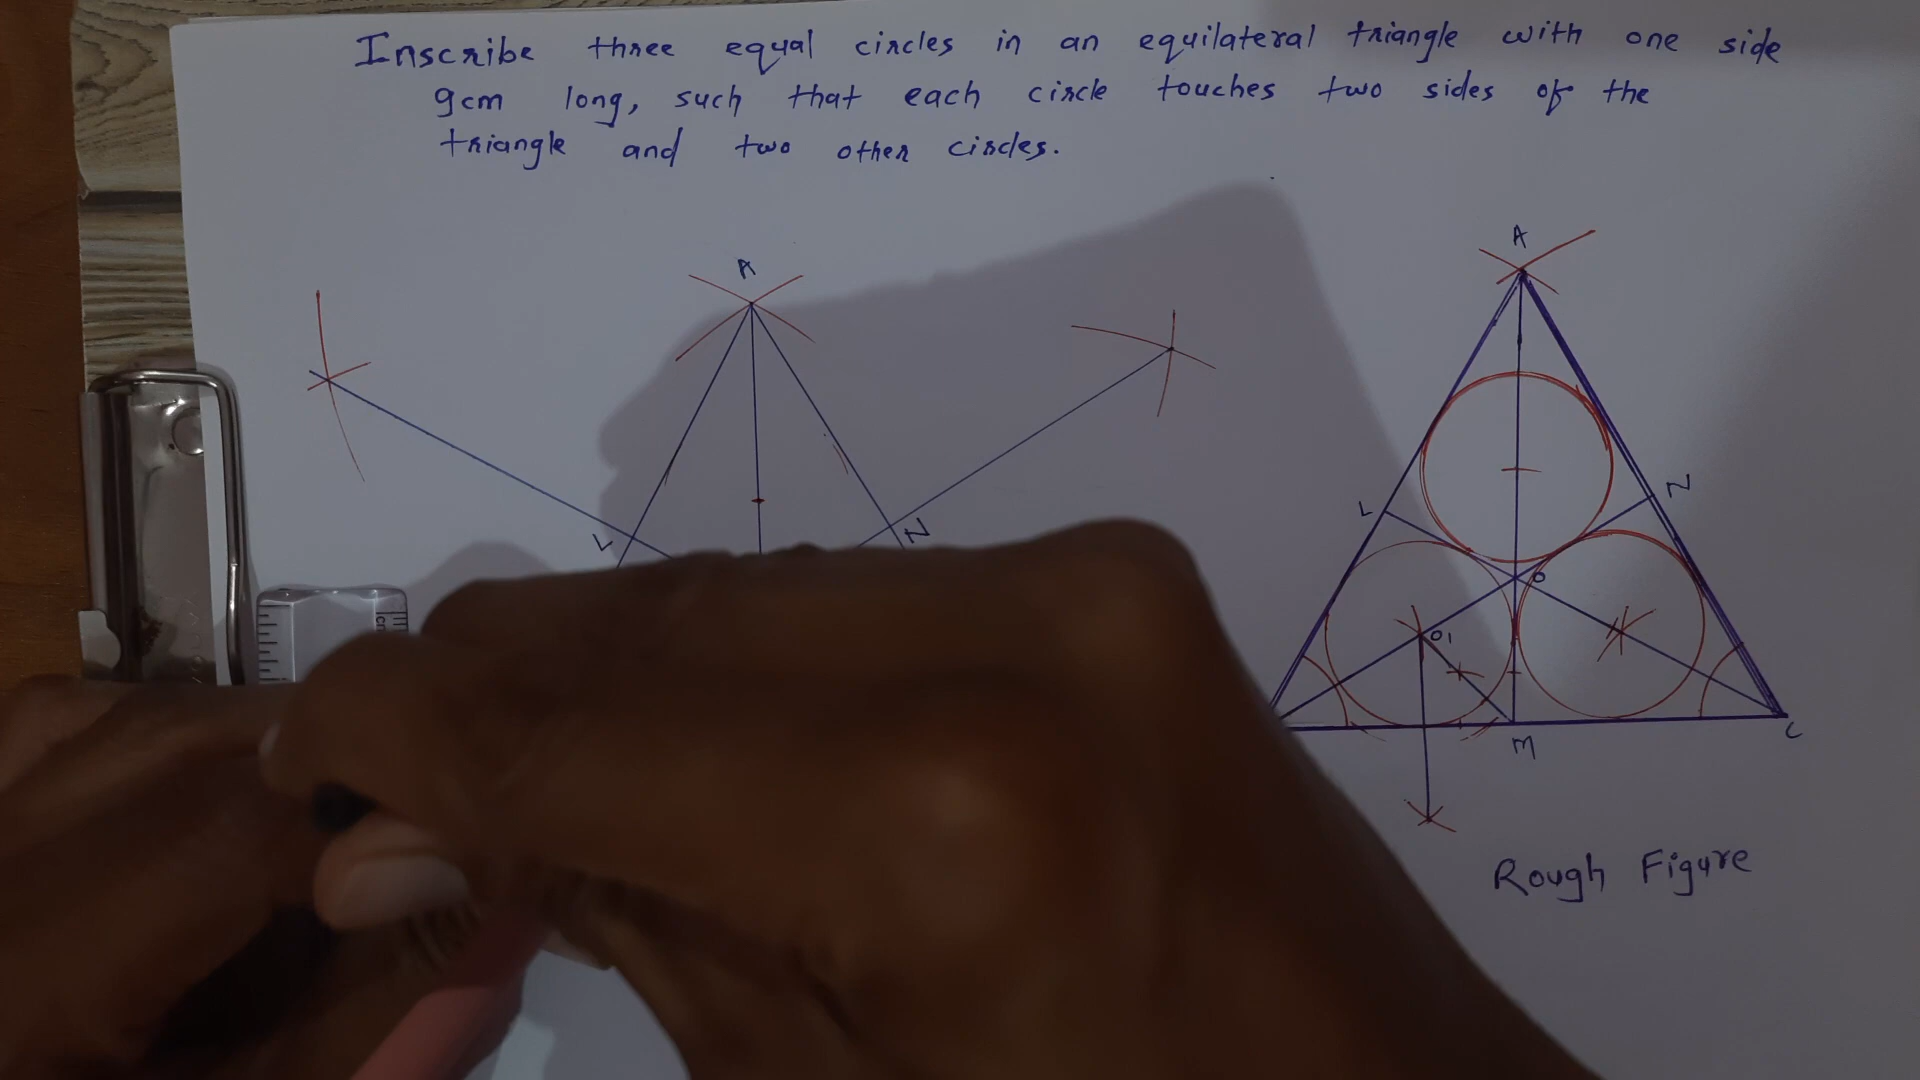 Inscribe three equal circles in an equilateral triangle with one side
9cm long, such that each circle touches two sides of the
triangle and two other circles.
A
A
L
N
L
N
O
O1
M
C
cm
Rough Figure